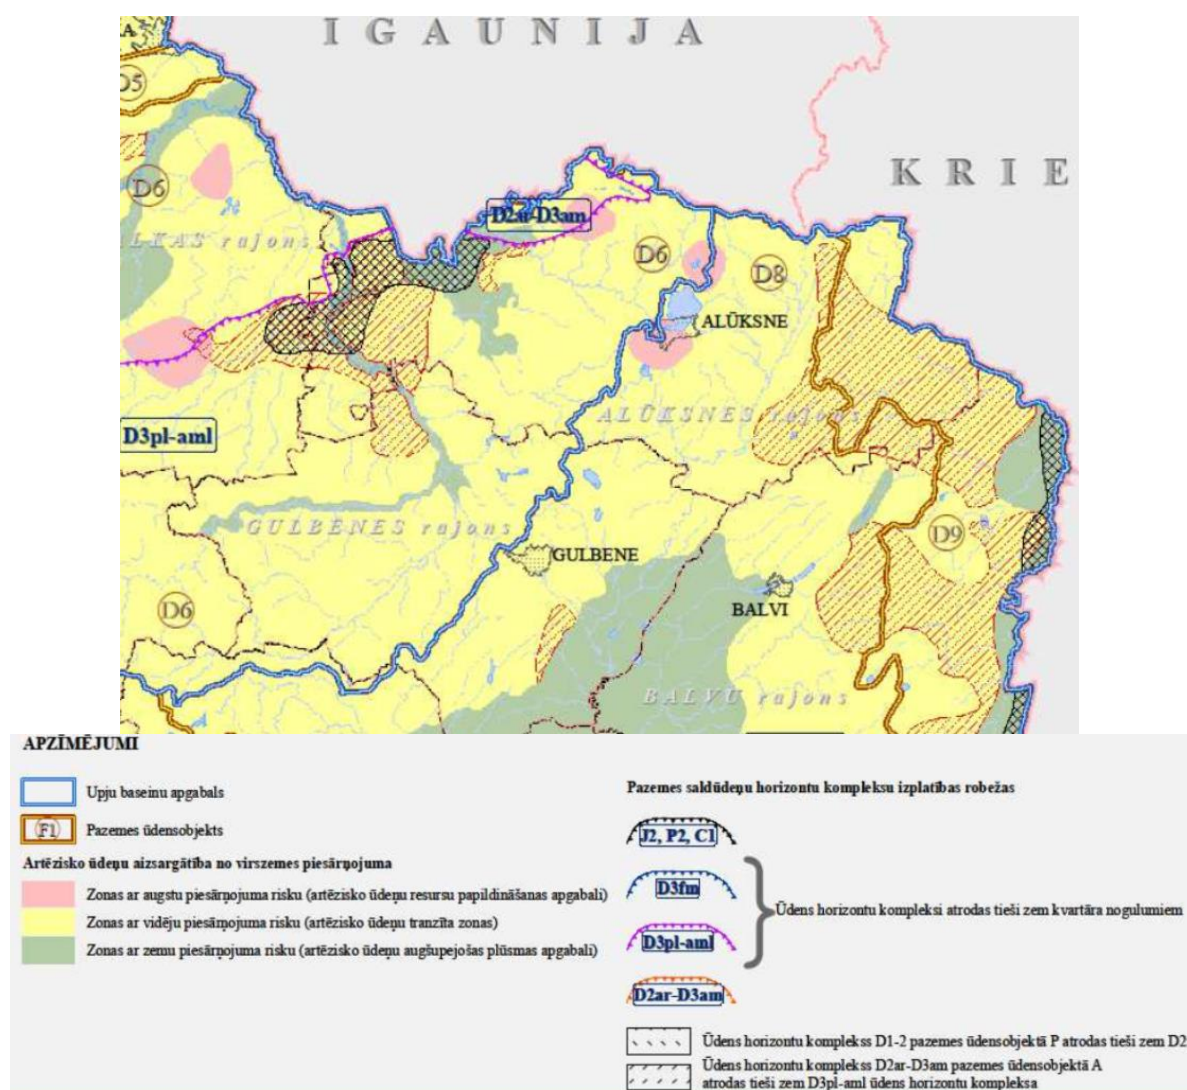 IGAUNIJA
A
D5
KRIE
D6
D2ar-D3am
ALKAS rajons
D6
D8
ALŪKSNE
ALŪKSNES rajons
D3pl-aml
GULBENES rajons
D9
GULBENE
D6
BALVI
BALVU rajons
APZĪMĒJUMI
Upju baseinu apgabals
F1 Pazemes ūdensobjekts
Artēzisko ūdeņu aizsargātība no virszemes piesārņojuma
Zonas ar augstu piesārņojuma risku (artēzisko ūdeņu resursu papildināšanas apgabali)
Zonas ar vidēju piesārņojuma risku (artēzisko ūdeņu tranzīta zonas)
Zonas ar zemu piesārņojuma risku (artēzisko ūdeņu augšupejošas plūsmas apgabali)
Pazemes saldūdeņu horizontu kompleksu izplatības robežas
J2, P2, C1
D3fm
Ūdens horizontu kompleksi atrodas tieši zem kvartāra nogulumiem
D3pl-aml
D2ar-D3am
Ūdens horizontu komplekss D1-2 pazemes ūdensobjektā P atrodas tieši zem D2
Ūdens horizontu komplekss D2ar-D3am pazemes ūdensobjektā A
atrodas tieši zem D3pl-aml ūdens horizontu kompleksa